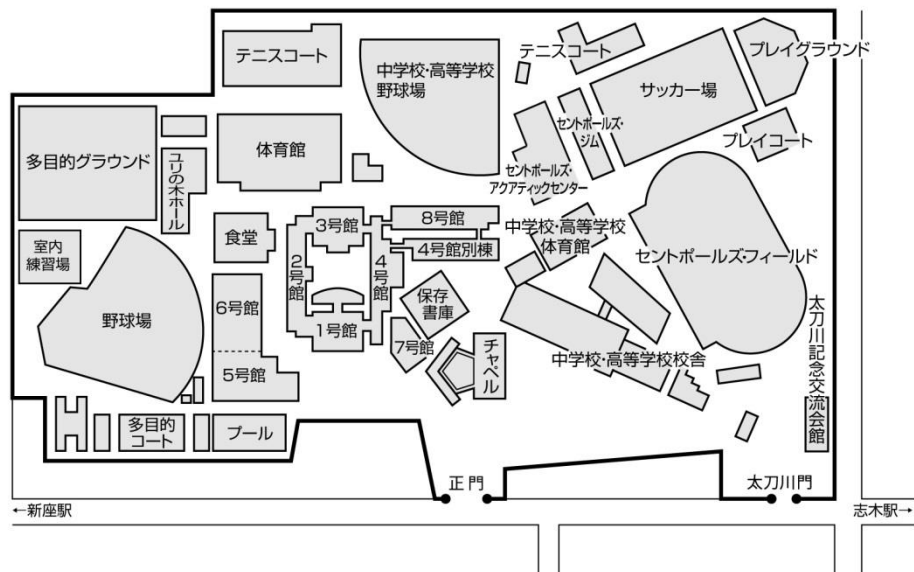 テニスコート
中学校・高等学校
野球場
テニスコート
プレイグラウンド
サッカー場
セントポールズ・
ジム
プレイコート
多目的グラウンド
ユリの木ホール
体育館
セントポールズ・
アクアティックセンター
室内
練習場
食堂
3号館
8号館
4号館別棟
中学校・高等学校
体育館
セントポールズ・フィールド
2号館
4号館
野球場
6号館
1号館
保存
書庫
7号館
チャペル
5号館
中学校・高等学校校舎
太刀川記念交流会館
多目的
コート
プール
正門
太刀川門
←新座駅
志木駅→